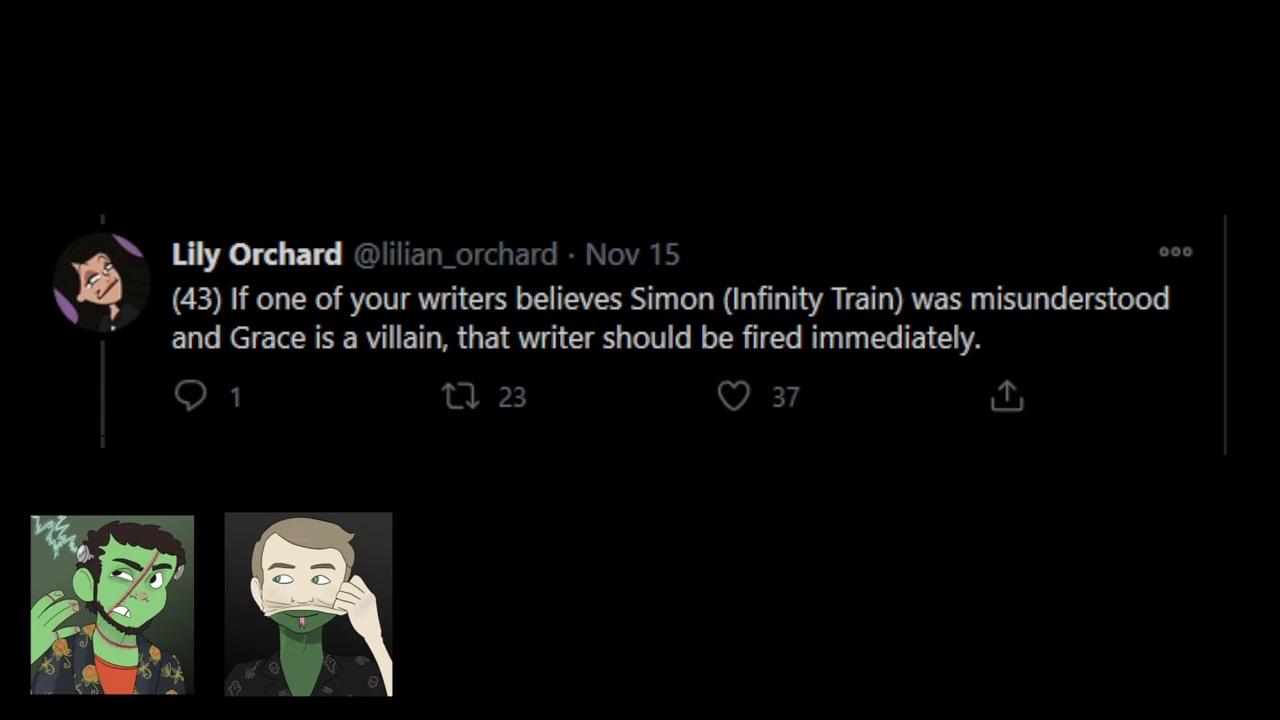 Lily Orchard @lilian_orchard · Nov 15
(43) If one of your writers believes Simon (Infinity Train) was misunderstood
and Grace is a villain, that writer should be fired immediately.
1 23 37